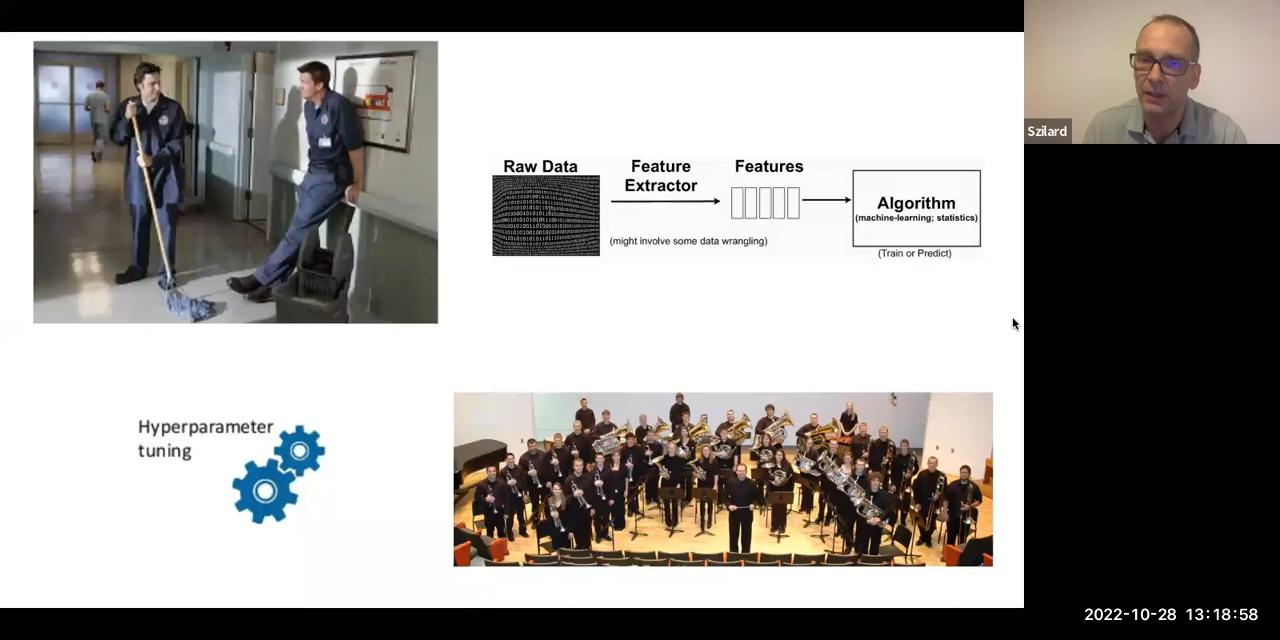 Szilard
Raw Data
Feature
Extractor
Features
Algorithm
(machine-learning; statistics)
(might involve some data wrangling)
(Train or Predict)
Hyperparameter
tuning
2022-10-28 13:18:58